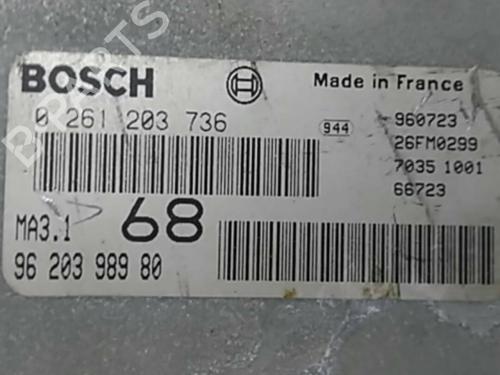 BOSCH
Made in France
0 261 203 736
944
960723
26FM0299
7035 1001
66723
MA3.1
68
96 203 989 80
B-PARTS